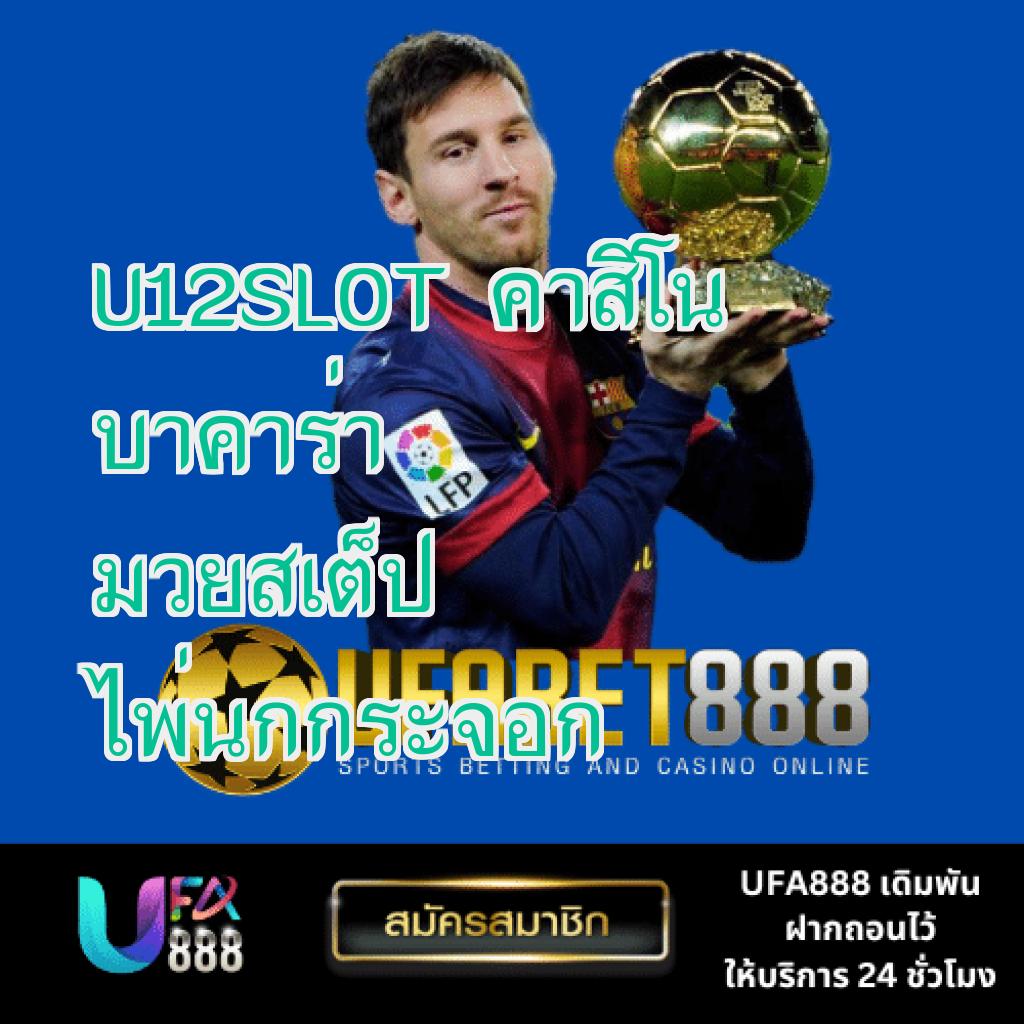 U12SLOT คาสิโน
บาคาร่า
LFP
มวยสเต็ป
ไพ่นกกระจอก
UFABET888
SPORTS BETTING AND CASINO ONLINE
UFA
888
สมัครสมาชิก
UFA888 เดิมพัน
ฝากถอนไว้
ให้บริการ 24 ชั่วโมง